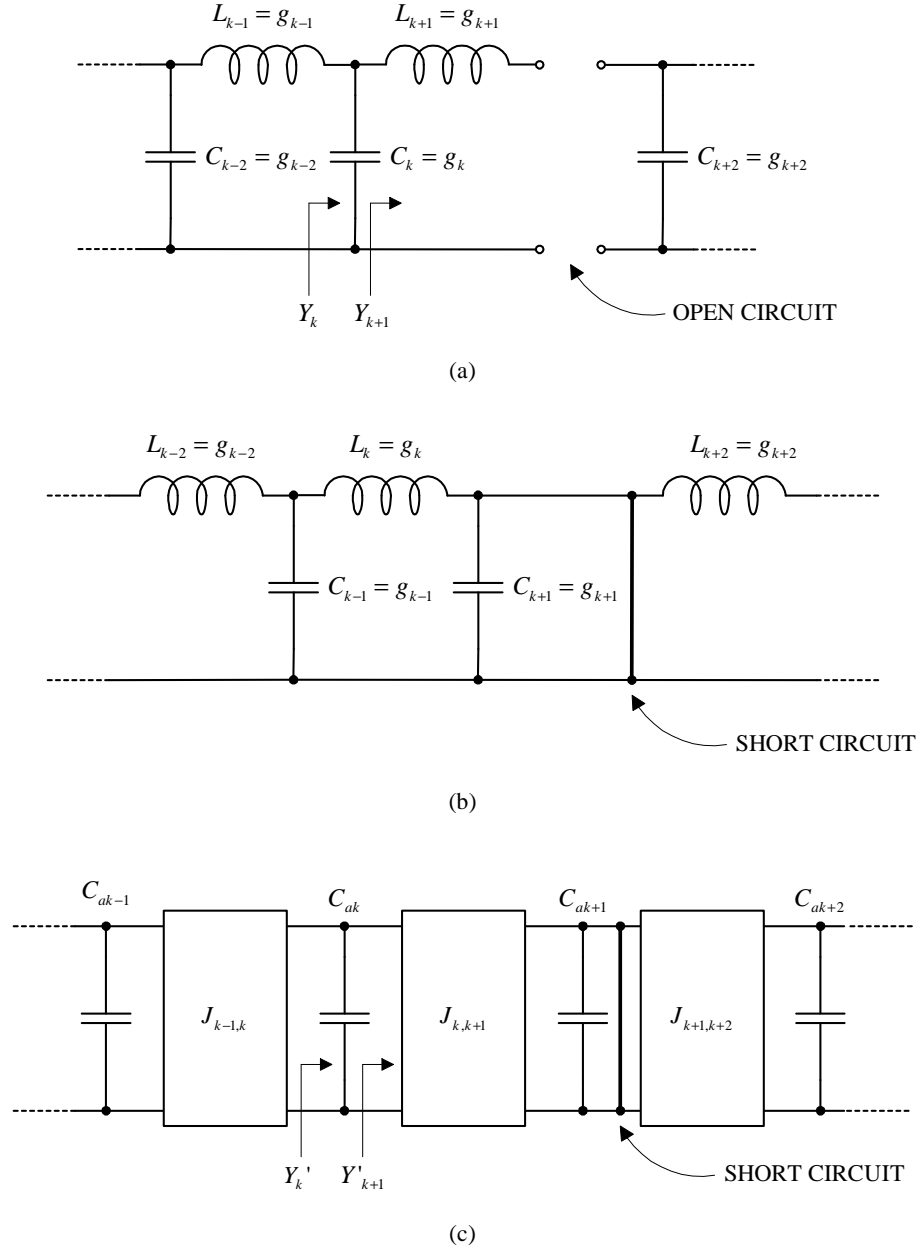 L_{k−1} = g_{k−1} L_{k+1} = g_{k+1}
C_{k−2} = g_{k−2} C_k = g_k C_{k+2} = g_{k+2}
Y_k Y_{k+1}
OPEN CIRCUIT
(a)
L_{k−2} = g_{k−2} L_k = g_k L_{k+2} = g_{k+2}
C_{k−1} = g_{k−1} C_{k+1} = g_{k+1}
SHORT CIRCUIT
(b)
C_{ak−1} C_{ak} C_{ak+1} C_{ak+2}
J_{k−1,k} J_{k,k+1} J_{k+1,k+2}
Y_k' Y'_{k+1}
SHORT CIRCUIT
(c)